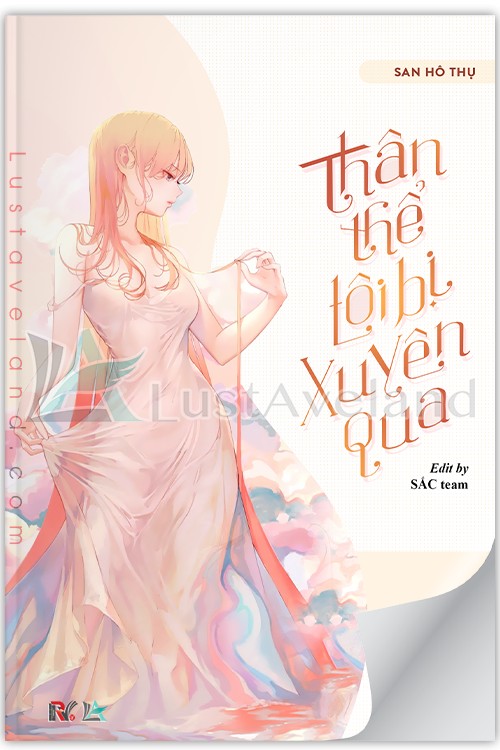 SAN HÔ THỤ
Thân
thể
tôi bị
Xuyên
qua
LustAveland
Edit by
SẮC team
Lustaveland.com